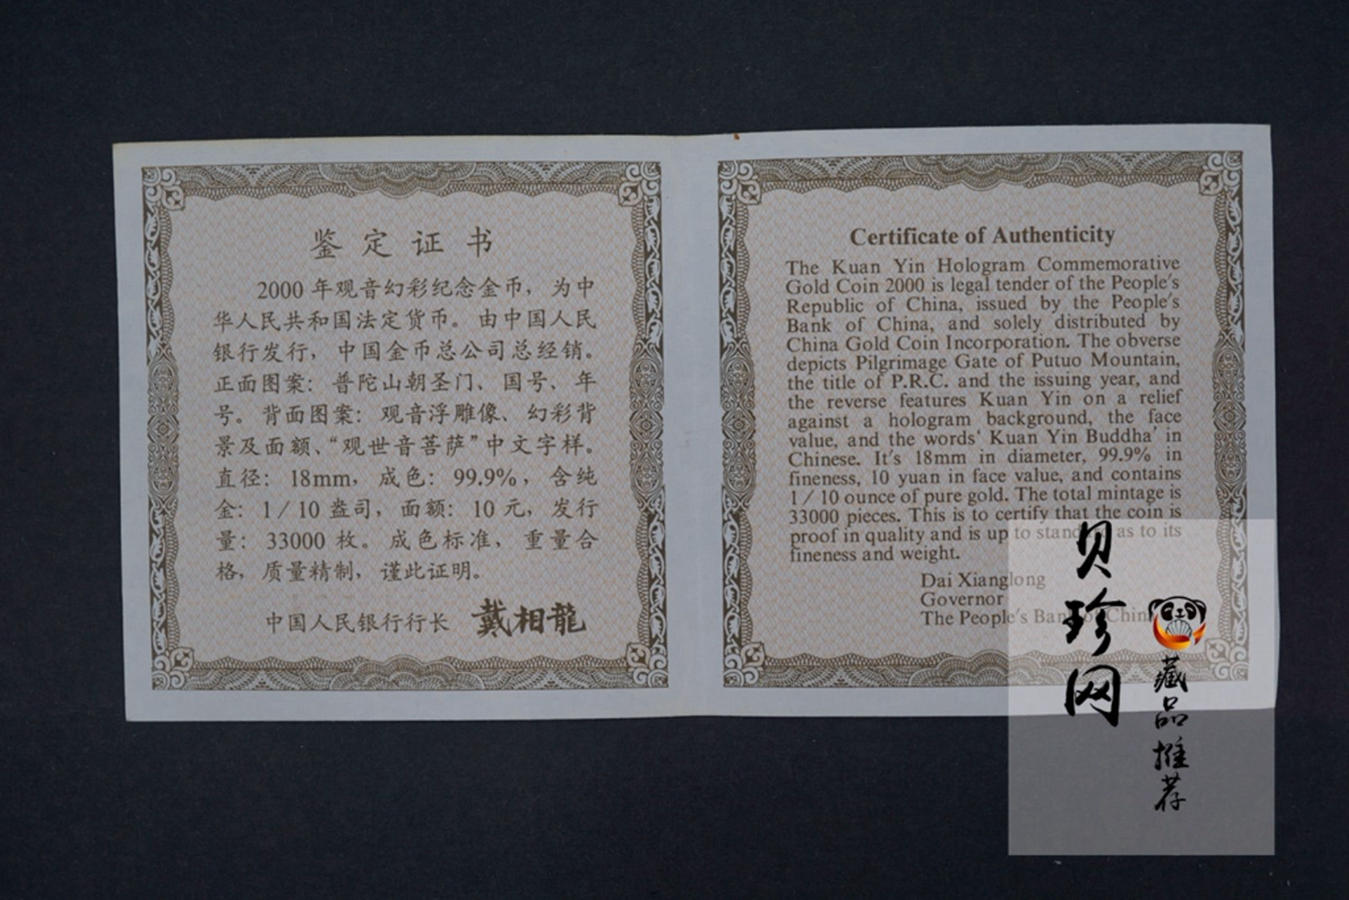 鉴定证书
2000年观音幻彩纪念金币，为中
华人民共和国法定货币。由中国人民
银行发行，中国金币总公司总经销。
正面图案：普陀山朝圣门、国号、年
号。背面图案：观音浮雕像、幻彩背
景及面额、“观世音菩萨”中文字样。
直径：18mm，成色：99.9%，含纯
金：1/10盎司，面额：10元，发行
量：33000枚。成色标准，重量合
格，质量精制，谨此证明。
中国人民银行行长 戴相龍
Certificate of Authenticity
The Kuan Yin Hologram Commemorative
Gold Coin 2000 is legal tender of the People's
Republic of China, issued by the People's
Bank of China, and solely distributed by
China Gold Coin Incorporation. The obverse
depicts Pilgrimage Gate of Putuo Mountain,
the title of P.R.C. and the issuing year, and
the reverse features Kuan Yin on a relief
against a hologram background, the face
value, and the words' Kuan Yin Buddha' in
Chinese. It's 18mm in diameter, 99.9% in
fineness, 10 yuan in face value, and contains
1/10 ounce of pure gold. The total mintage is
33000 pieces. This is to certify that the coin is
proof in quality and is up to as to its
fineness and weight.
Dai Xianglong
Governor
The People's Bank of China
贝珍网
藏品推荐